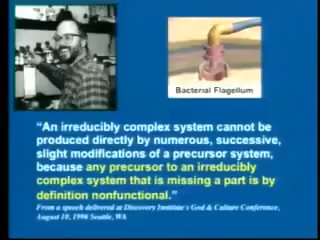 Bacterial Flagellum
“An irreducibly complex system cannot be
produced directly by numerous, successive,
slight modifications of a precursor system,
because any precursor to an irreducibly
complex system that is missing a part is by
definition nonfunctional.”
From a speech delivered at Discovery Institute's God & Culture Conference,
August 10, 1996 Seattle, WA